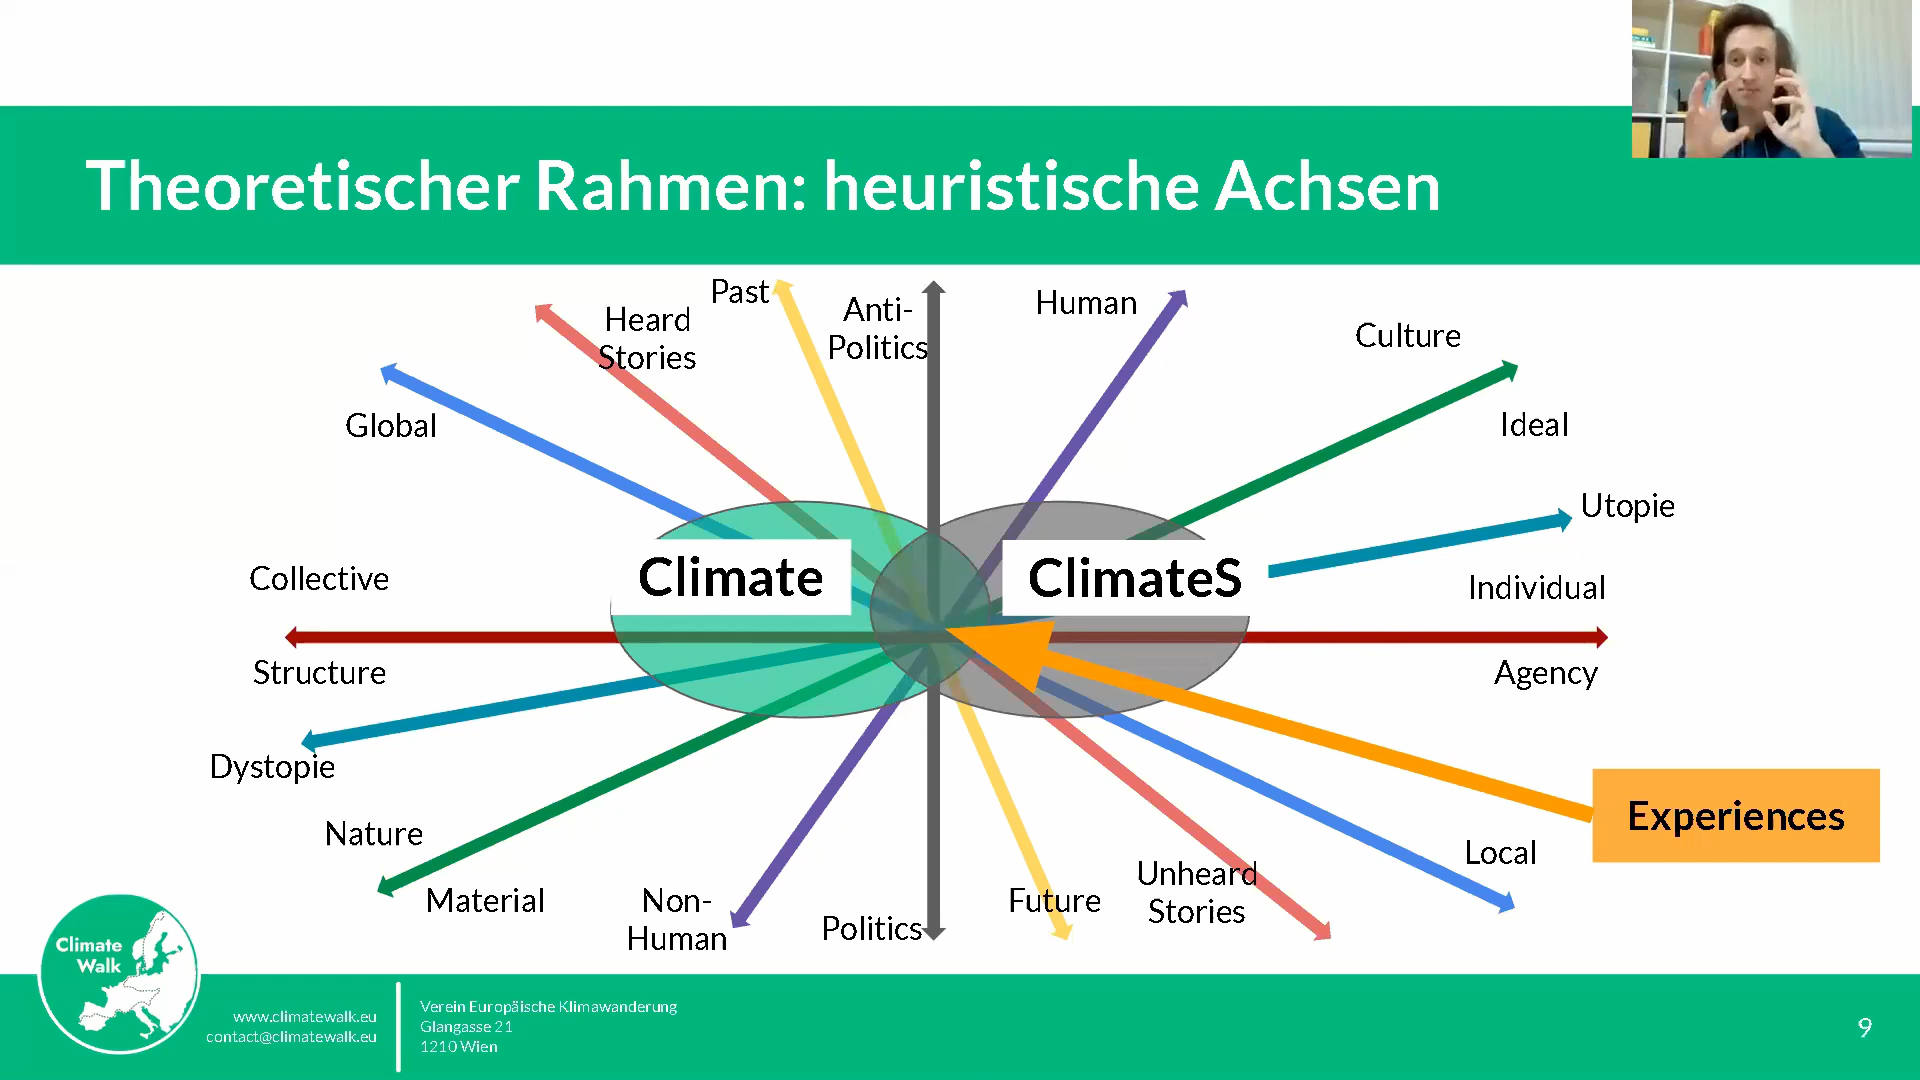 Theoretischer Rahmen: heuristische Achsen
Past
Heard
Stories
Anti-
Politics
Human
Culture
Global
Ideal
Utopie
Climate
ClimateS
Collective
Individual
Structure
Agency
Dystopie
Experiences
Nature
Local
Material
Non-
Human
Politics
Future
Unheard
Stories
Climate
Walk
www.climatewalk.eu
contact@climatewalk.eu
Verein Europäische Klimawanderung
Glangasse 21
1210 Wien
9